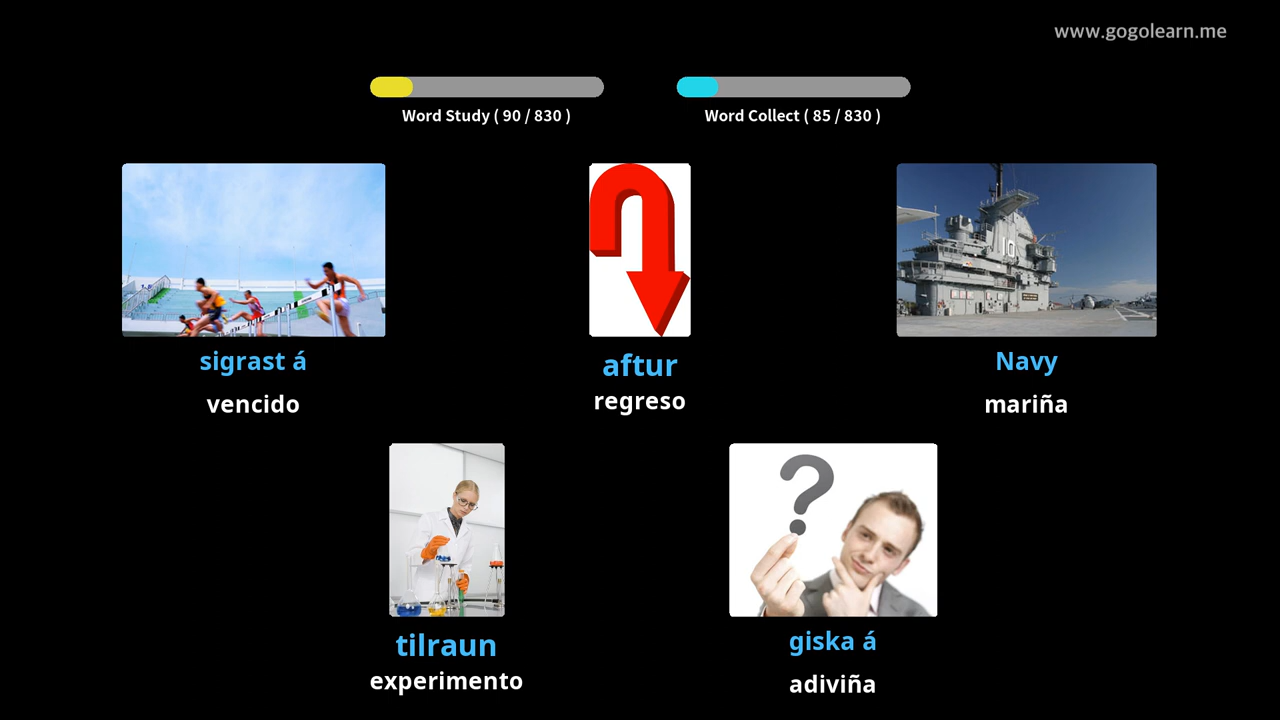 www.gogolearn.me
Word Study ( 90 / 830 )
Word Collect ( 85 / 830 )
10
sigrast á
vencido
aftur
regreso
Navy
mariña
?
tilraun
experimento
giska á
adiviña